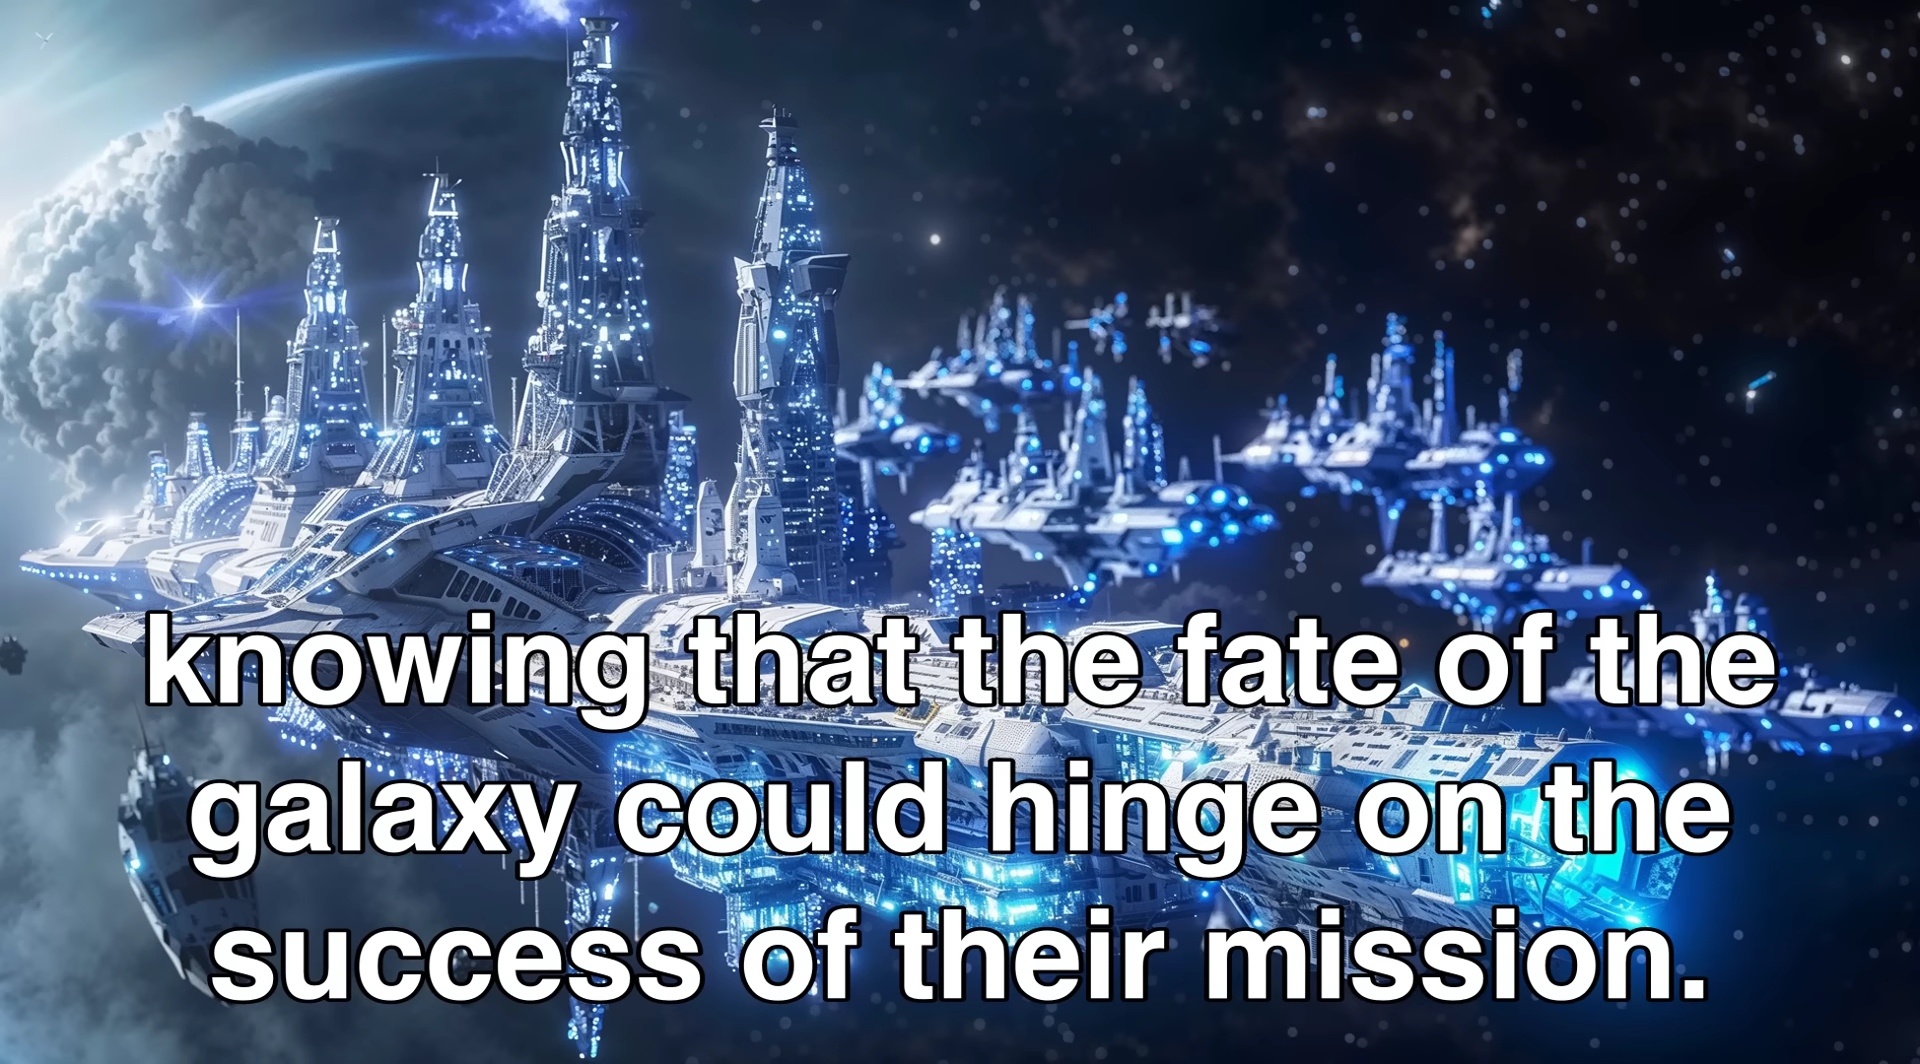 knowing that the fate of the
galaxy could hinge on the
success of their mission.